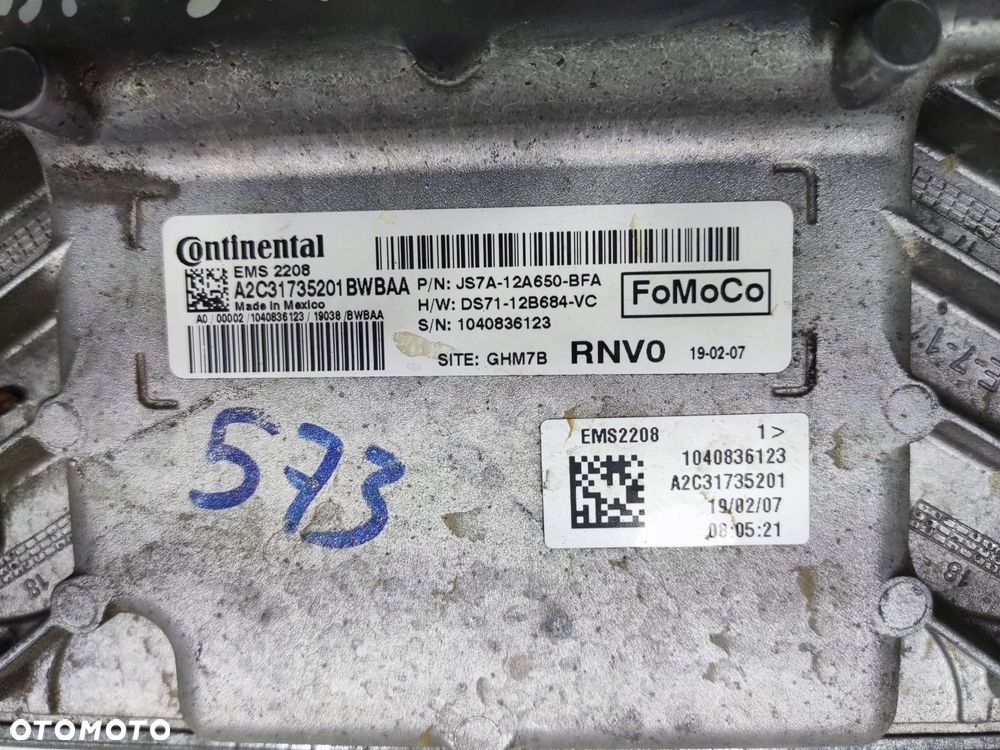 Continental
EMS 2208
A2C31735201BWBAA
Made in Mexico
A0 / 00002 / 1040836123 / 19038 /BWBAA
P/N: JS7A-12A650-BFA
H/W: DS71-12B684-VC
S/N: 1040836123
FoMoCo
SITE: GHM7B RNV0 19-02-07
573
EMS2208 1>
1040836123
A2C31735201
19/02/07
08:05:21
18
18
OTOMOTO